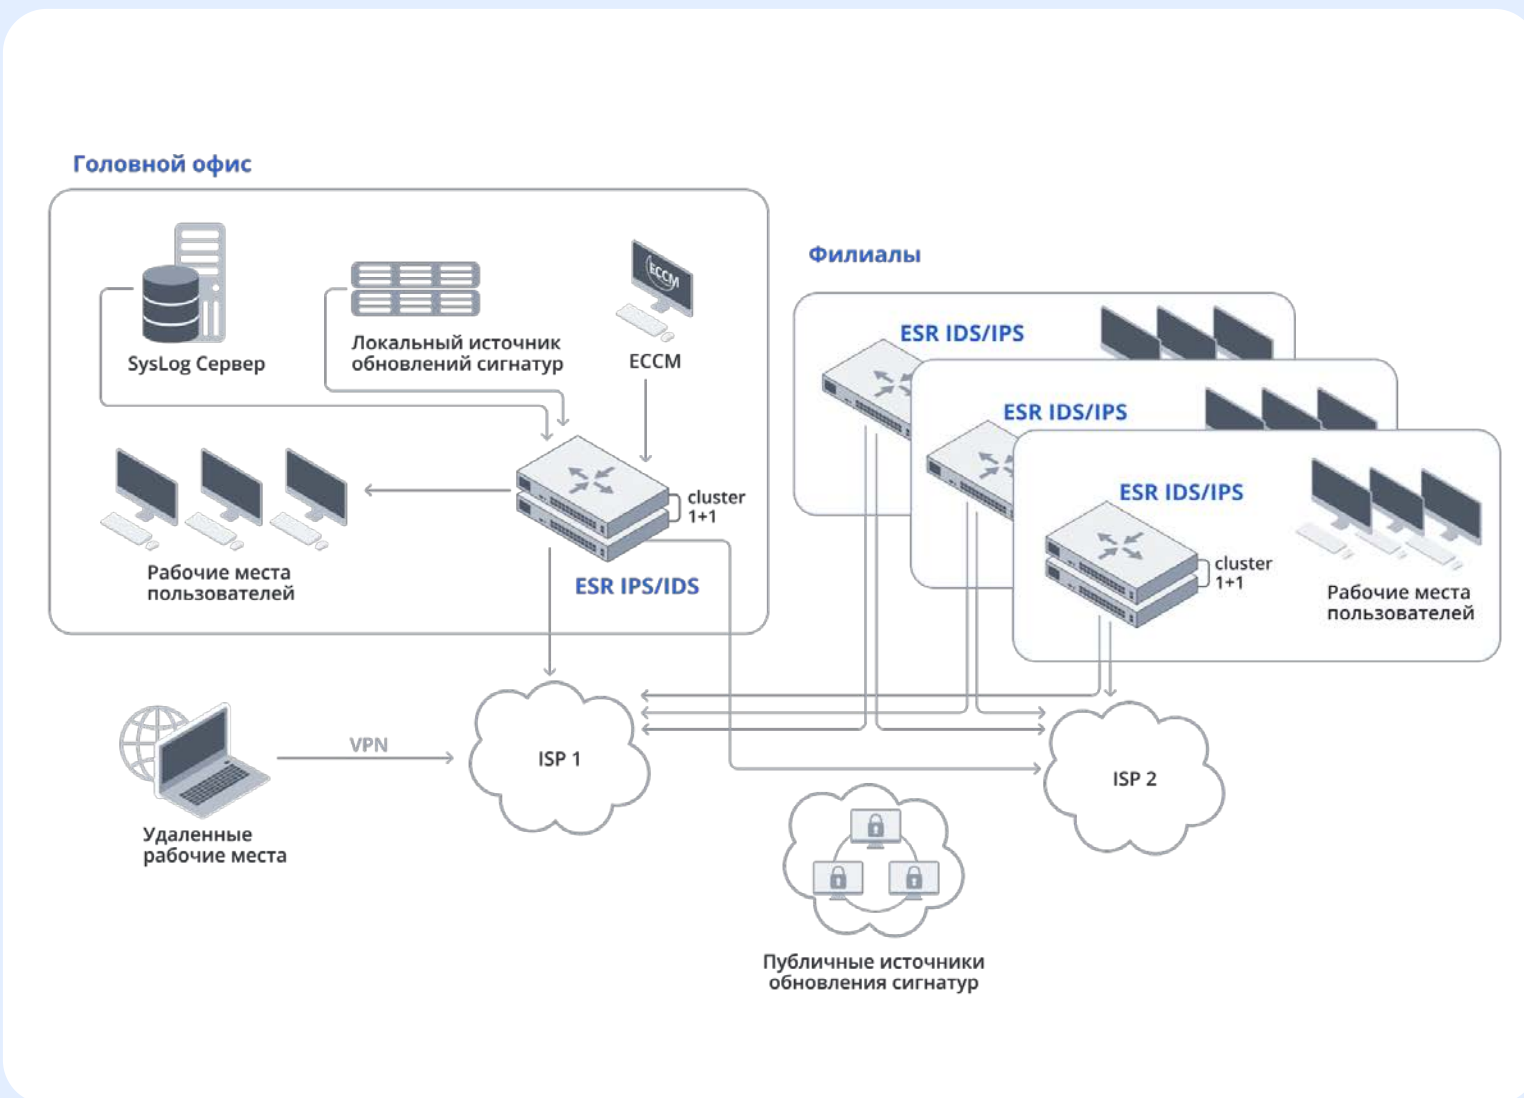 Головной офис
ECCM
SysLog Сервер
Локальный источник
обновлений сигнатур
ECCM
cluster
1+1
Рабочие места
пользователей
ESR IPS/IDS
Филиалы
ESR IDS/IPS
ESR IDS/IPS
ESR IDS/IPS
cluster
1+1
Рабочие места
пользователей
VPN
ISP 1
ISP 2
Удаленные
рабочие места
Публичные источники
обновления сигнатур